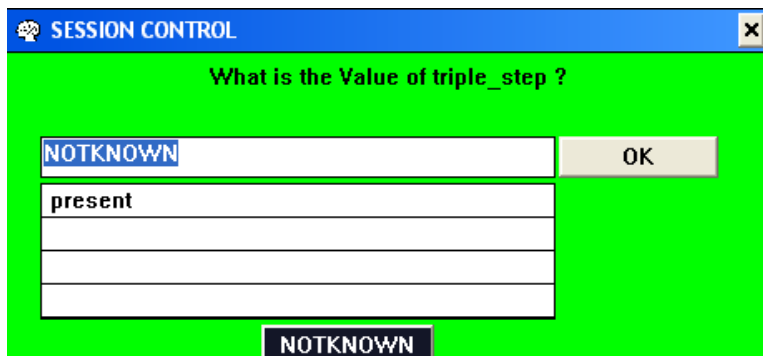 SESSION CONTROL
What is the Value of triple_step ?
NOTKNOWN
OK
present
NOTKNOWN